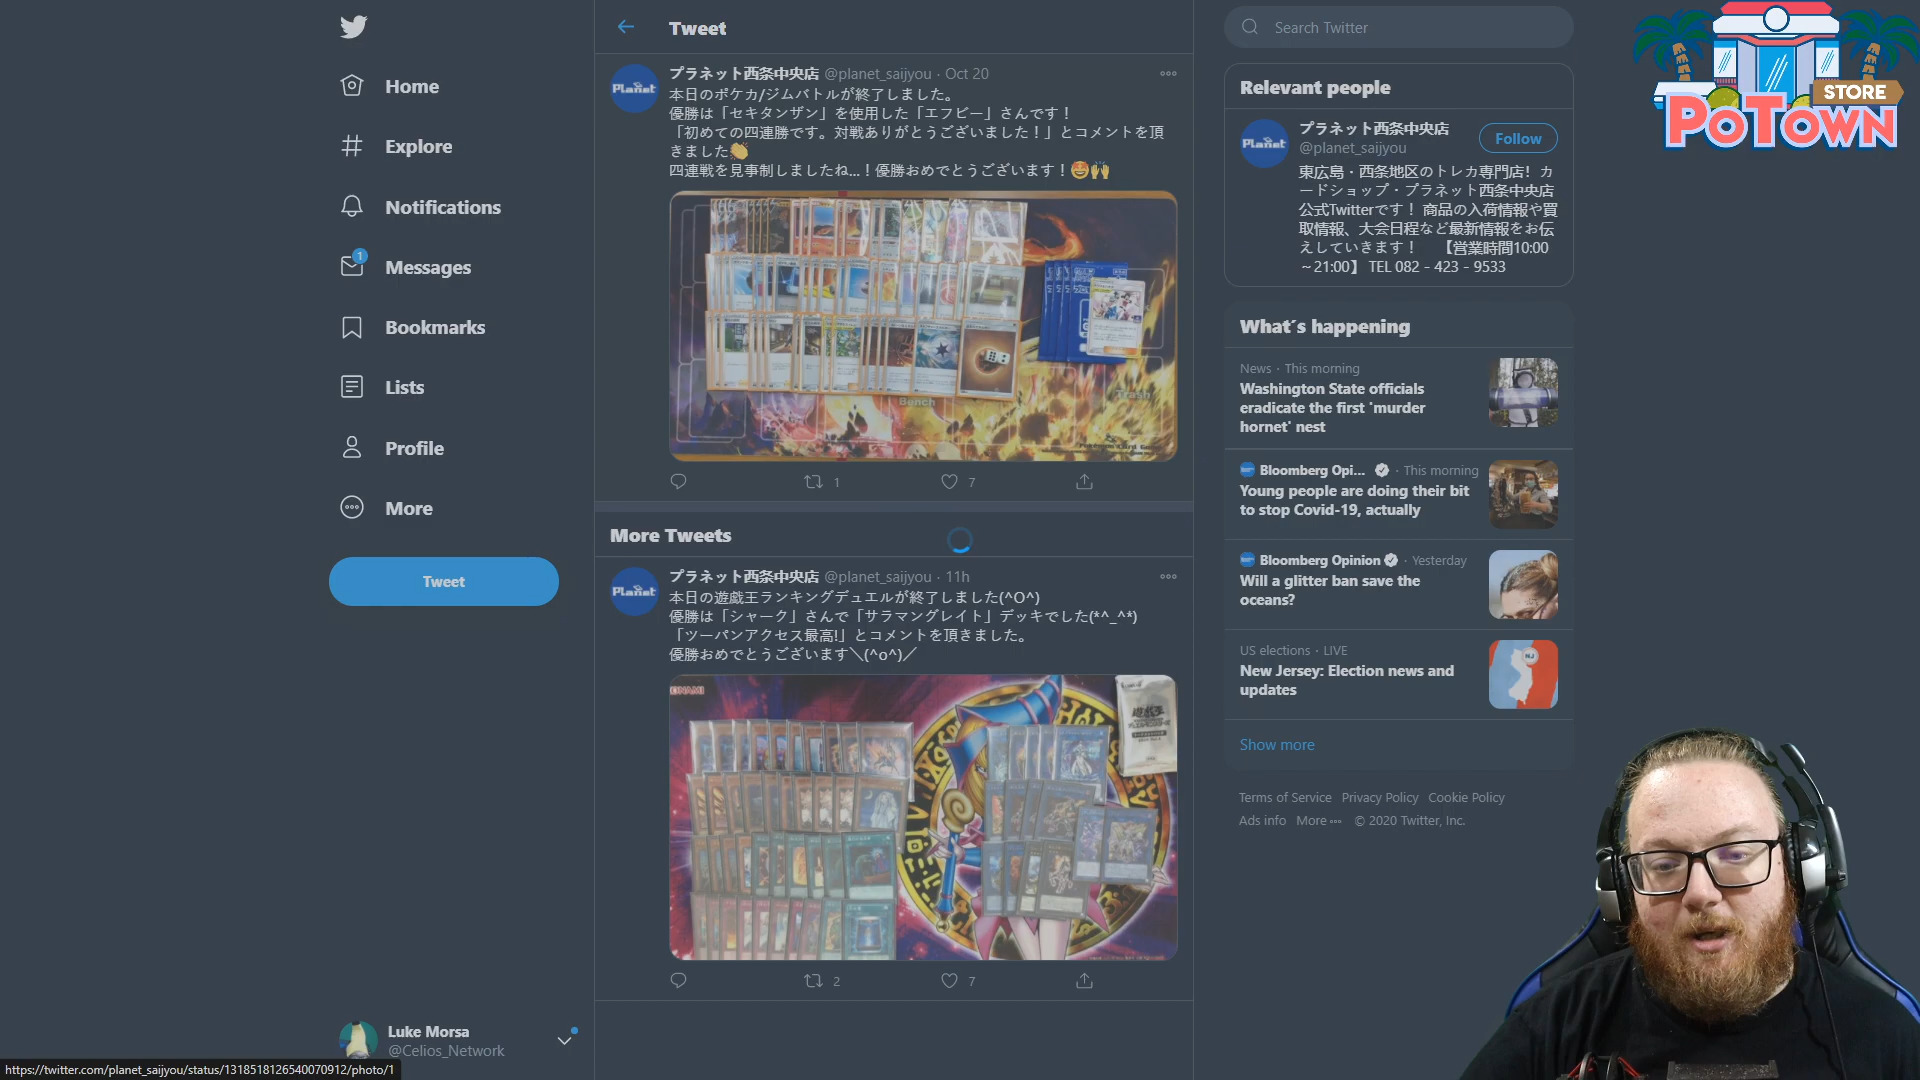 Home
Explore
Notifications
1
Messages
Bookmarks
Lists
Profile
More
Tweet
Luke Morsa
@Celios_Network
https://twitter.com/planet_saijyou/status/1318518126540070912/photo/1
Tweet
Planet
プラネット西条中央店 @planet_saijyou · Oct 20
本日のポケカ/ジムバトルが終了しました。
優勝は「セキタンザン」を使用した「エフビー」さんです！
「初めての四連勝です。対戦ありがとうございました！」とコメントを頂
きました👏
四連戦を見事制しましたね...！優勝おめでとうございます！🤩🙌
Bench
Trash
1
7
More Tweets
Planet
プラネット西条中央店 @planet_saijyou · 11h
本日の遊戯王ランキングデュエルが終了しました(^O^)
優勝は「シャーク」さんで「サラマングレイト」デッキでした(*^_^*)
「ツーパンアクセス最高!」とコメントを頂きました。
優勝おめでとうございます＼(^o^)／
KONAMI
2
7
Search Twitter
Relevant people
Planet
プラネット西条中央店
@planet_saijyou
Follow
東広島・西条地区のトレカ専門店！カ
ードショップ・プラネット西条中央店
公式Twitterです！ 商品の入荷情報や買
取情報、大会日程など最新情報をお伝
えしていきます！ 【営業時間10:00
～21:00】 TEL 082 - 423 - 9533
What's happening
News · This morning
Washington State officials
eradicate the first 'murder
hornet' nest
Bloomberg Opi... · This morning
Young people are doing their bit
to stop Covid-19, actually
Bloomberg Opinion · Yesterday
Will a glitter ban save the
oceans?
US elections · LIVE
New Jersey: Election news and
updates
NJ
Show more
Terms of Service Privacy Policy Cookie Policy
Ads info More ··· © 2020 Twitter, Inc.
STORE
PoTown